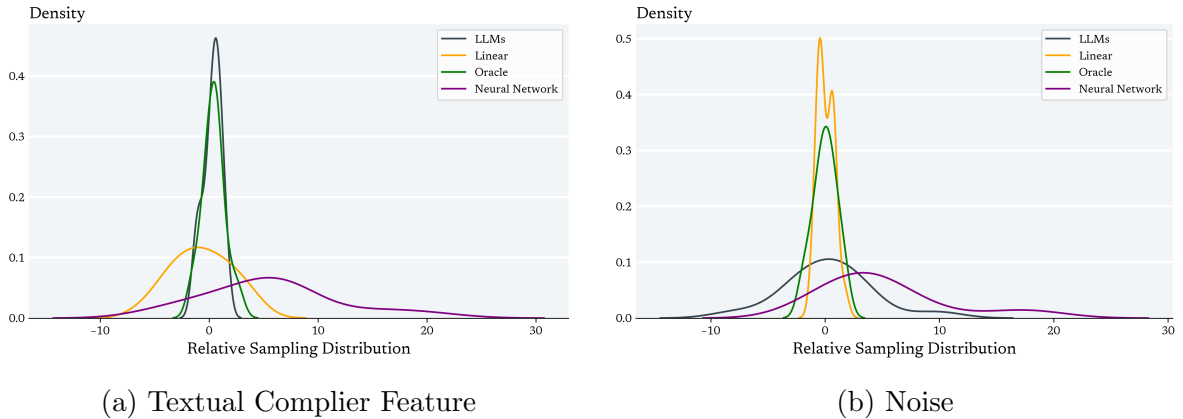 Density
LLMs
Linear
Oracle
Neural Network
0.4
0.3
0.2
0.1
0.0
−10
0
10
20
30
Relative Sampling Distribution
(a) Textual Complier Feature
Density
LLMs
Linear
Oracle
Neural Network
0.5
0.4
0.3
0.2
0.1
0.0
−10
0
10
20
30
Relative Sampling Distribution
(b) Noise